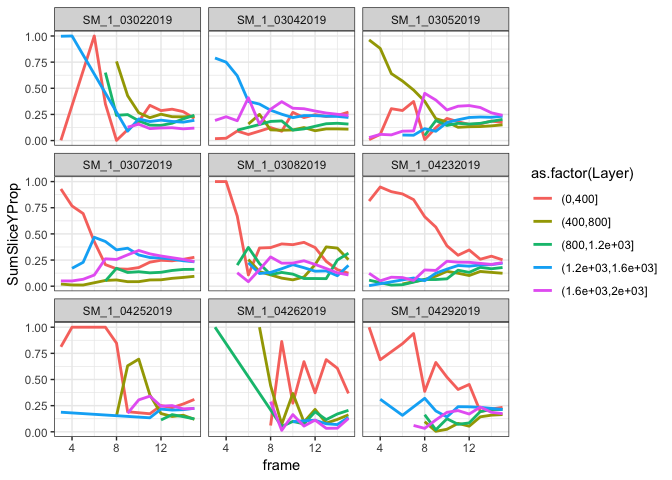 SM_1_03022019 SM_1_03042019 SM_1_03052019
1.00
0.75
0.50
0.25
0.00
SM_1_03072019 SM_1_03082019 SM_1_04232019
1.00
0.75
0.50
0.25
0.00
SM_1_04252019 SM_1_04262019 SM_1_04292019
1.00
0.75
0.50
0.25
0.00
4 8 12 4 8 12 4 8 12
frame
SumSliceYProp
as.factor(Layer)
(0,400]
(400,800]
(800,1.2e+03]
(1.2e+03,1.6e+03]
(1.6e+03,2e+03]